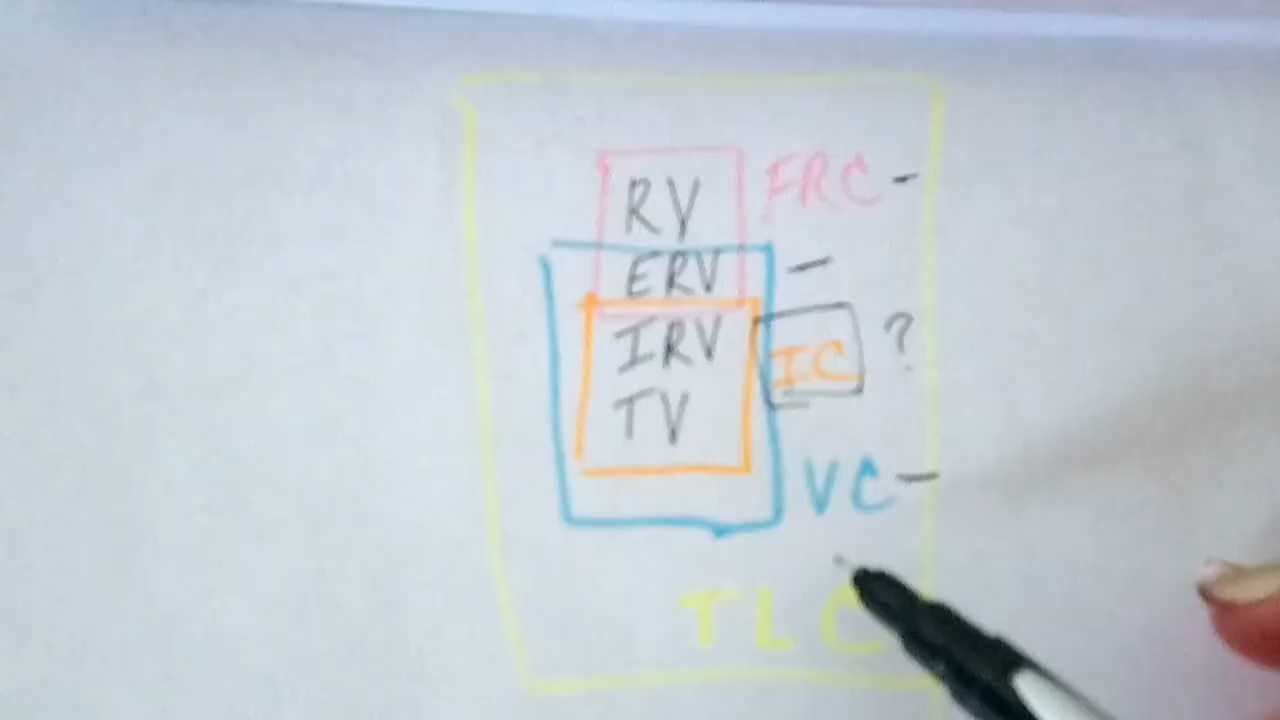 RV FRC -
ERV -
IRV IC ?
TV
VC -
TLC